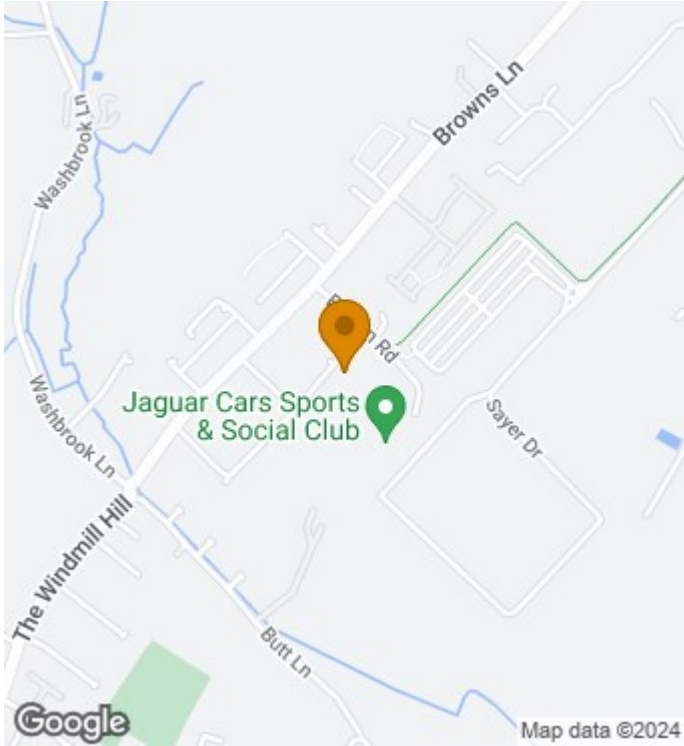 Browns Ln
Washbrook Ln
Rd
Jaguar Cars Sports
& Social Club
Sayer Dr
Washbrook Ln
The Windmill Hill
Butt Ln
Google
Map data ©2024